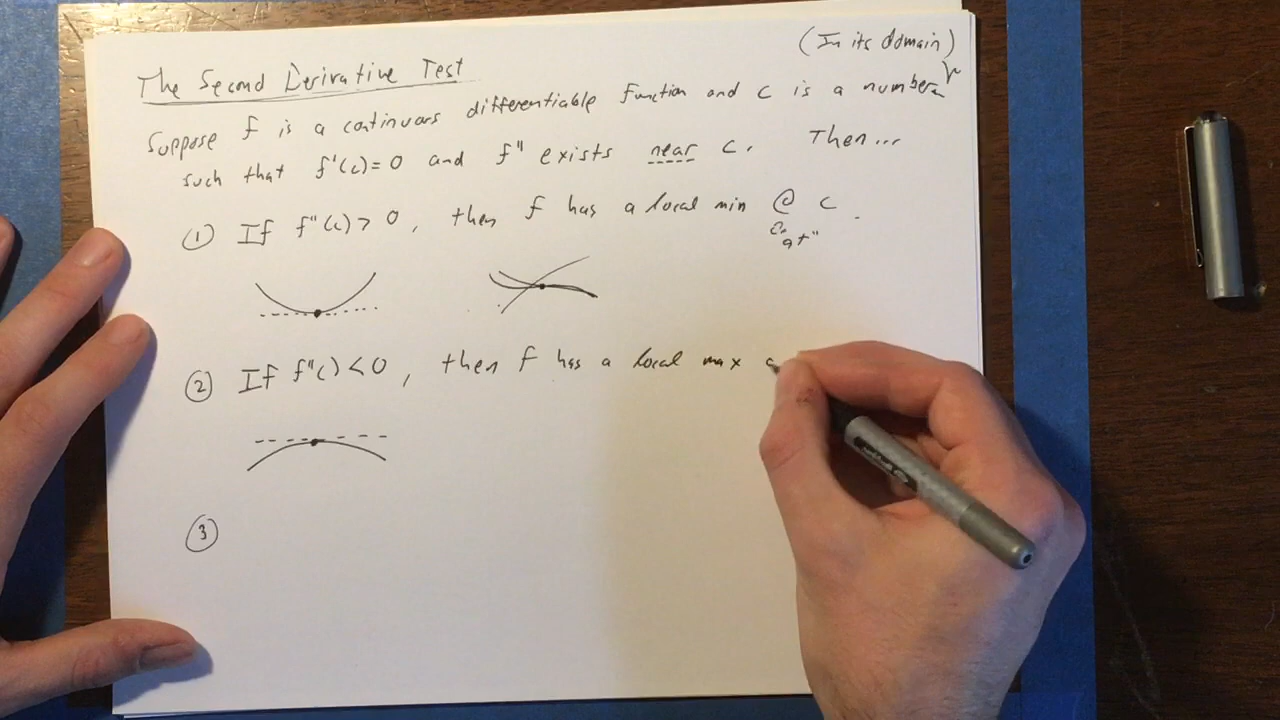 (In its domain)
The Second Derivative Test
Suppose f is a continuous differentiable function and c is a number
such that f'(c)=0 and f" exists near c. Then...
① If f"(c) > 0, then f has a local min @ c.
"at"
② If f"(c) < 0, then f has a local max
③